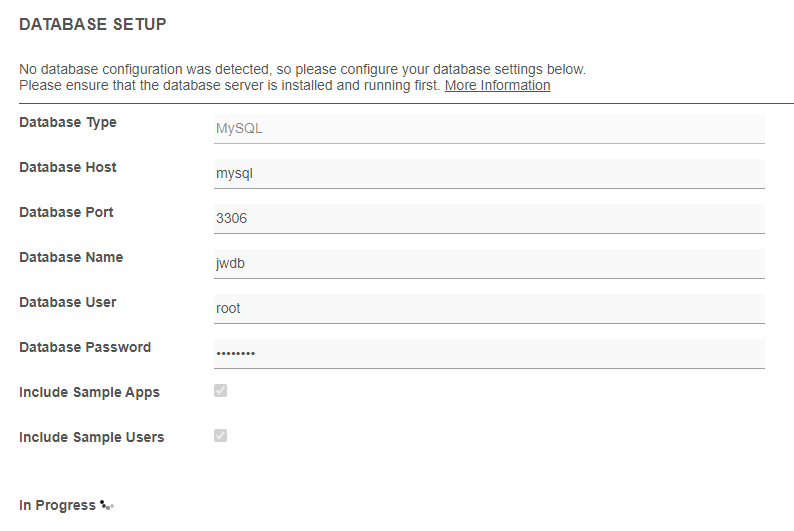 DATABASE SETUP
No database configuration was detected, so please configure your database settings below.
Please ensure that the database server is installed and running first. More Information
Database Type MySQL
Database Host mysql
Database Port 3306
Database Name jwdb
Database User root
Database Password ••••••••
Include Sample Apps
Include Sample Users
In Progress